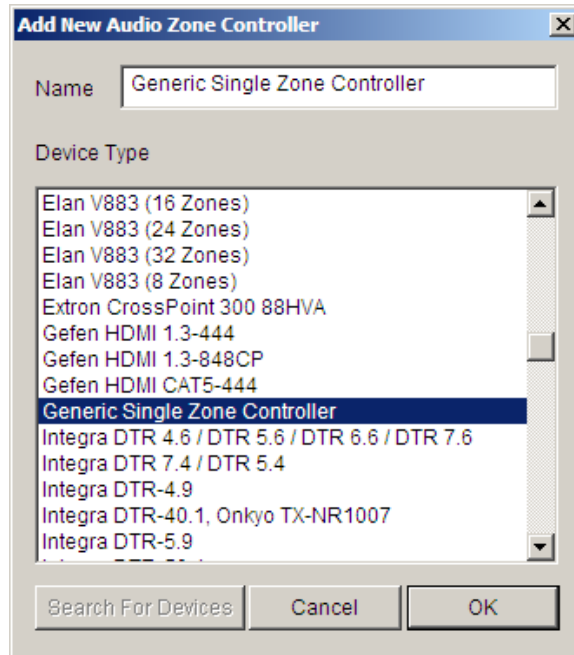 Add New Audio Zone Controller
Name Generic Single Zone Controller
Device Type
Elan V883 (16 Zones)
Elan V883 (24 Zones)
Elan V883 (32 Zones)
Elan V883 (8 Zones)
Extron CrossPoint 300 88HVA
Gefen HDMI 1.3-444
Gefen HDMI 1.3-848CP
Gefen HDMI CAT5-444
Generic Single Zone Controller
Integra DTR 4.6 / DTR 5.6 / DTR 6.6 / DTR 7.6
Integra DTR 7.4 / DTR 5.4
Integra DTR-4.9
Integra DTR-40.1, Onkyo TX-NR1007
Integra DTR-5.9
Search For Devices Cancel OK